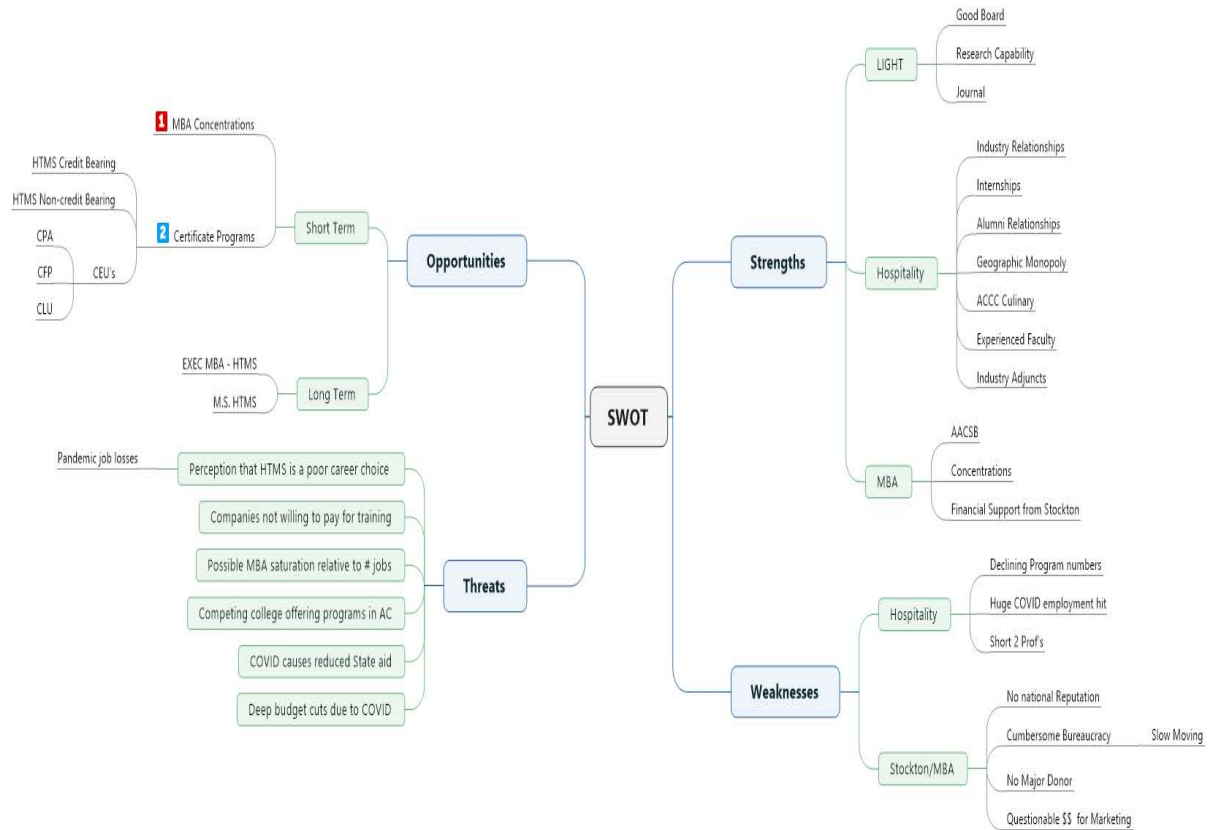 SWOT
Opportunities
Short Term
1 MBA Concentrations
2 Certificate Programs
HTMS Credit Bearing
HTMS Non-credit Bearing
CEU's
CPA
CFP
CLU
Long Term
EXEC MBA - HTMS
M.S. HTMS
Threats
Perception that HTMS is a poor career choice
Pandemic job losses
Companies not willing to pay for training
Possible MBA saturation relative to # jobs
Competing college offering programs in AC
COVID causes reduced State aid
Deep budget cuts due to COVID
Strengths
LIGHT
Good Board
Research Capability
Journal
Hospitality
Industry Relationships
Internships
Alumni Relationships
Geographic Monopoly
ACCC Culinary
Experienced Faculty
Industry Adjuncts
MBA
AACSB
Concentrations
Financial Support from Stockton
Weaknesses
Hospitality
Declining Program numbers
Huge COVID employment hit
Short 2 Prof's
Stockton/MBA
No national Reputation
Cumbersome Bureaucracy
Slow Moving
No Major Donor
Questionable $$ for Marketing